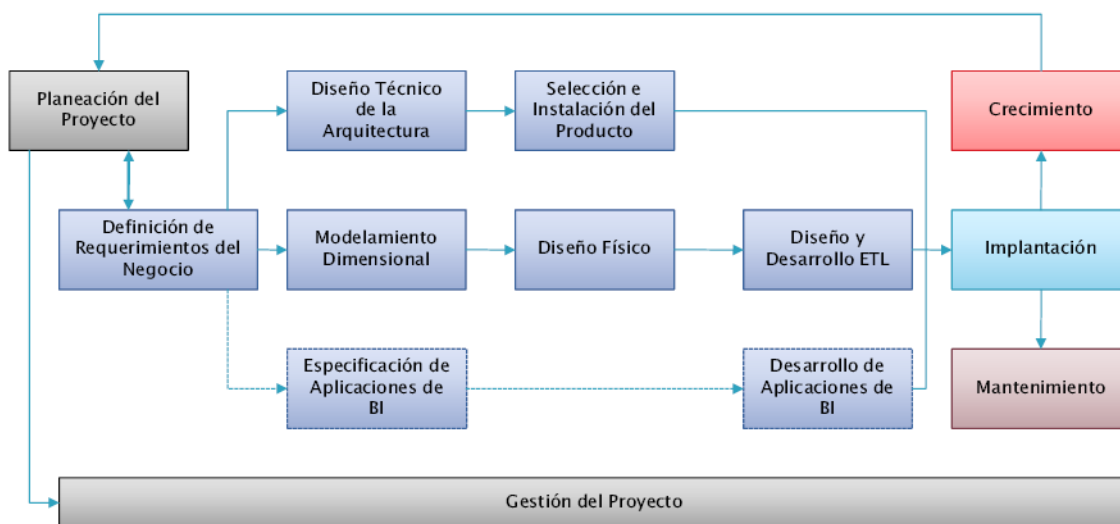 Planeación del
Proyecto
Diseño Técnico
de la
Arquitectura
Selección e
Instalación del
Producto
Crecimiento
Definición de
Requerimientos del
Negocio
Modelamiento
Dimensional
Diseño Físico
Diseño y
Desarrollo ETL
Implantación
Especificación de
Aplicaciones de
BI
Desarrollo de
Aplicaciones de
BI
Mantenimiento
Gestión del Proyecto